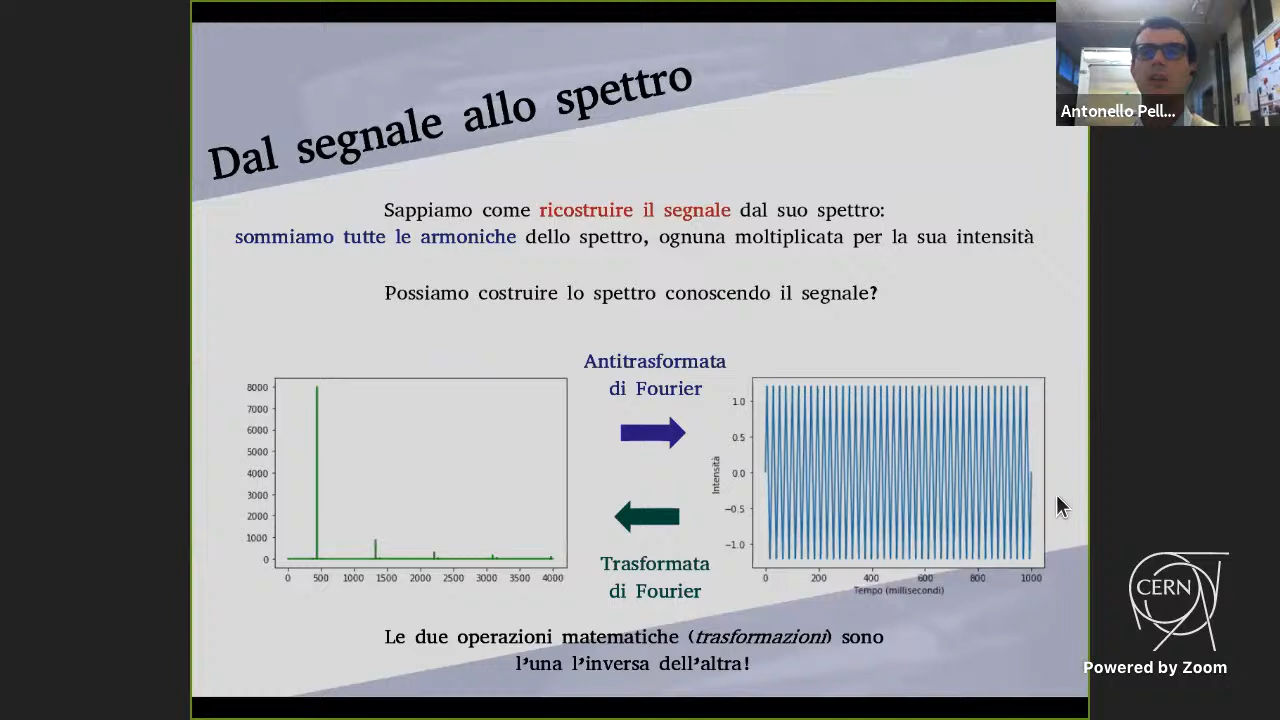 Dal segnale allo spettro
Antonello Pell...
Sappiamo come ricostruire il segnale dal suo spettro:
sommiamo tutte le armoniche dello spettro, ognuna moltiplicata per la sua intensità
Possiamo costruire lo spettro conoscendo il segnale?
Antitrasformata
di Fourier
8000
7000
6000
5000
4000
3000
2000
1000
0
0 500 1000 1500 2000 2500 3000 3500 4000
Intensità
1.0
0.5
0.0
−0.5
−1.0
0 200 400 600 800 1000
Tempo (millisecondi)
Trasformata
di Fourier
Le due operazioni matematiche (trasformazioni) sono
l'una l'inversa dell'altra!
CERN
Powered by Zoom